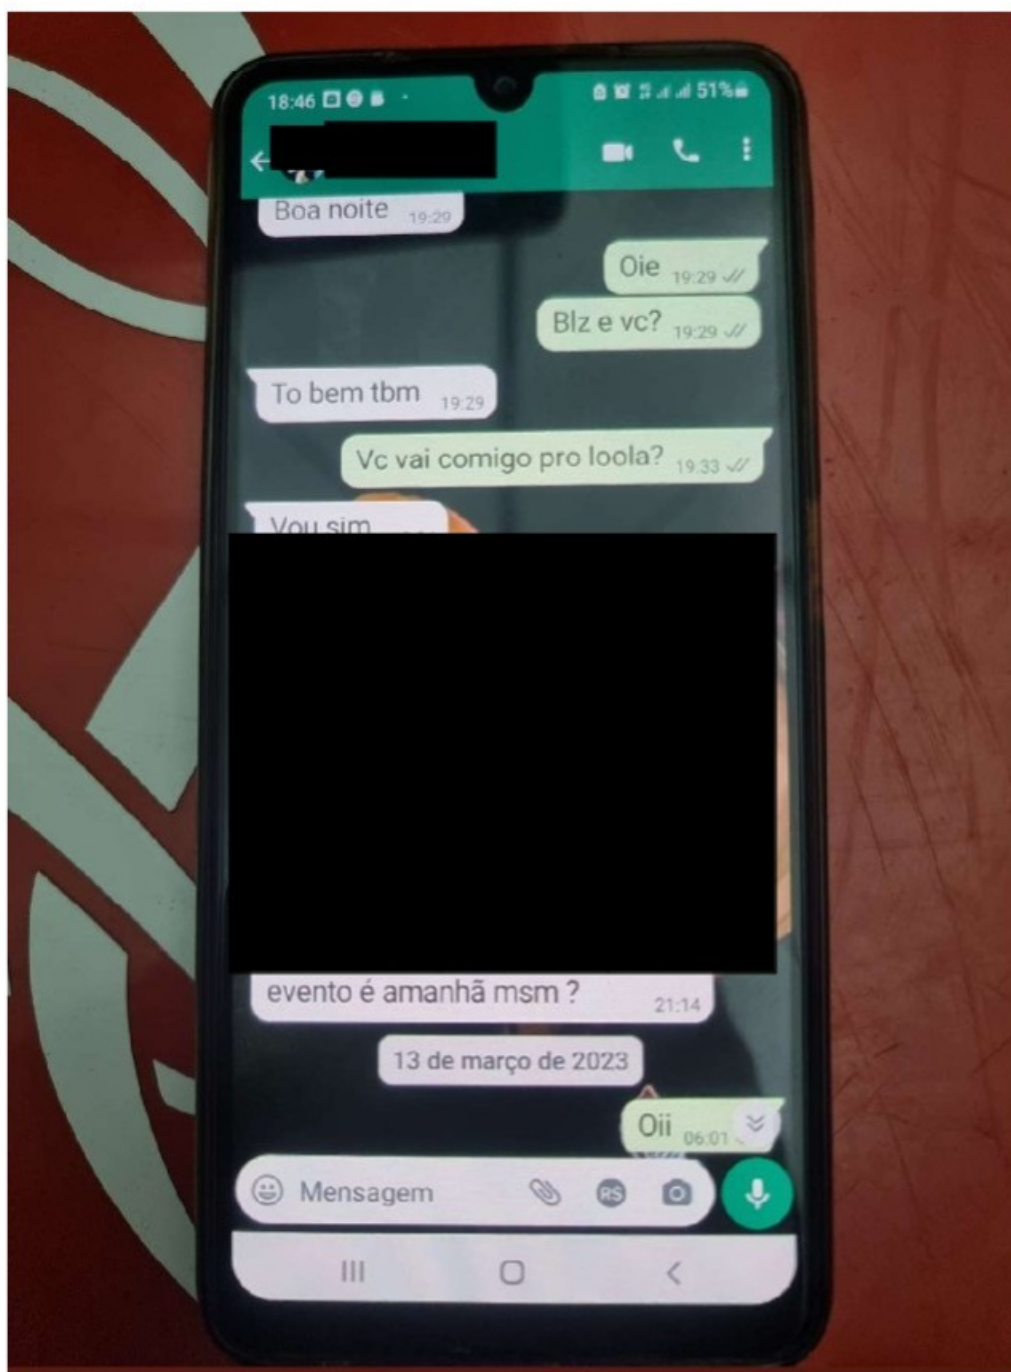 18:46
51%
Boa noite 19:29
Oie 19:29
Blz e vc? 19:29
To bem tbm 19:29
Vc vai comigo pro loola? 19:33
Vou sim
evento é amanhã msm ? 21:14
13 de março de 2023
Oii 06:01
Mensagem
RS